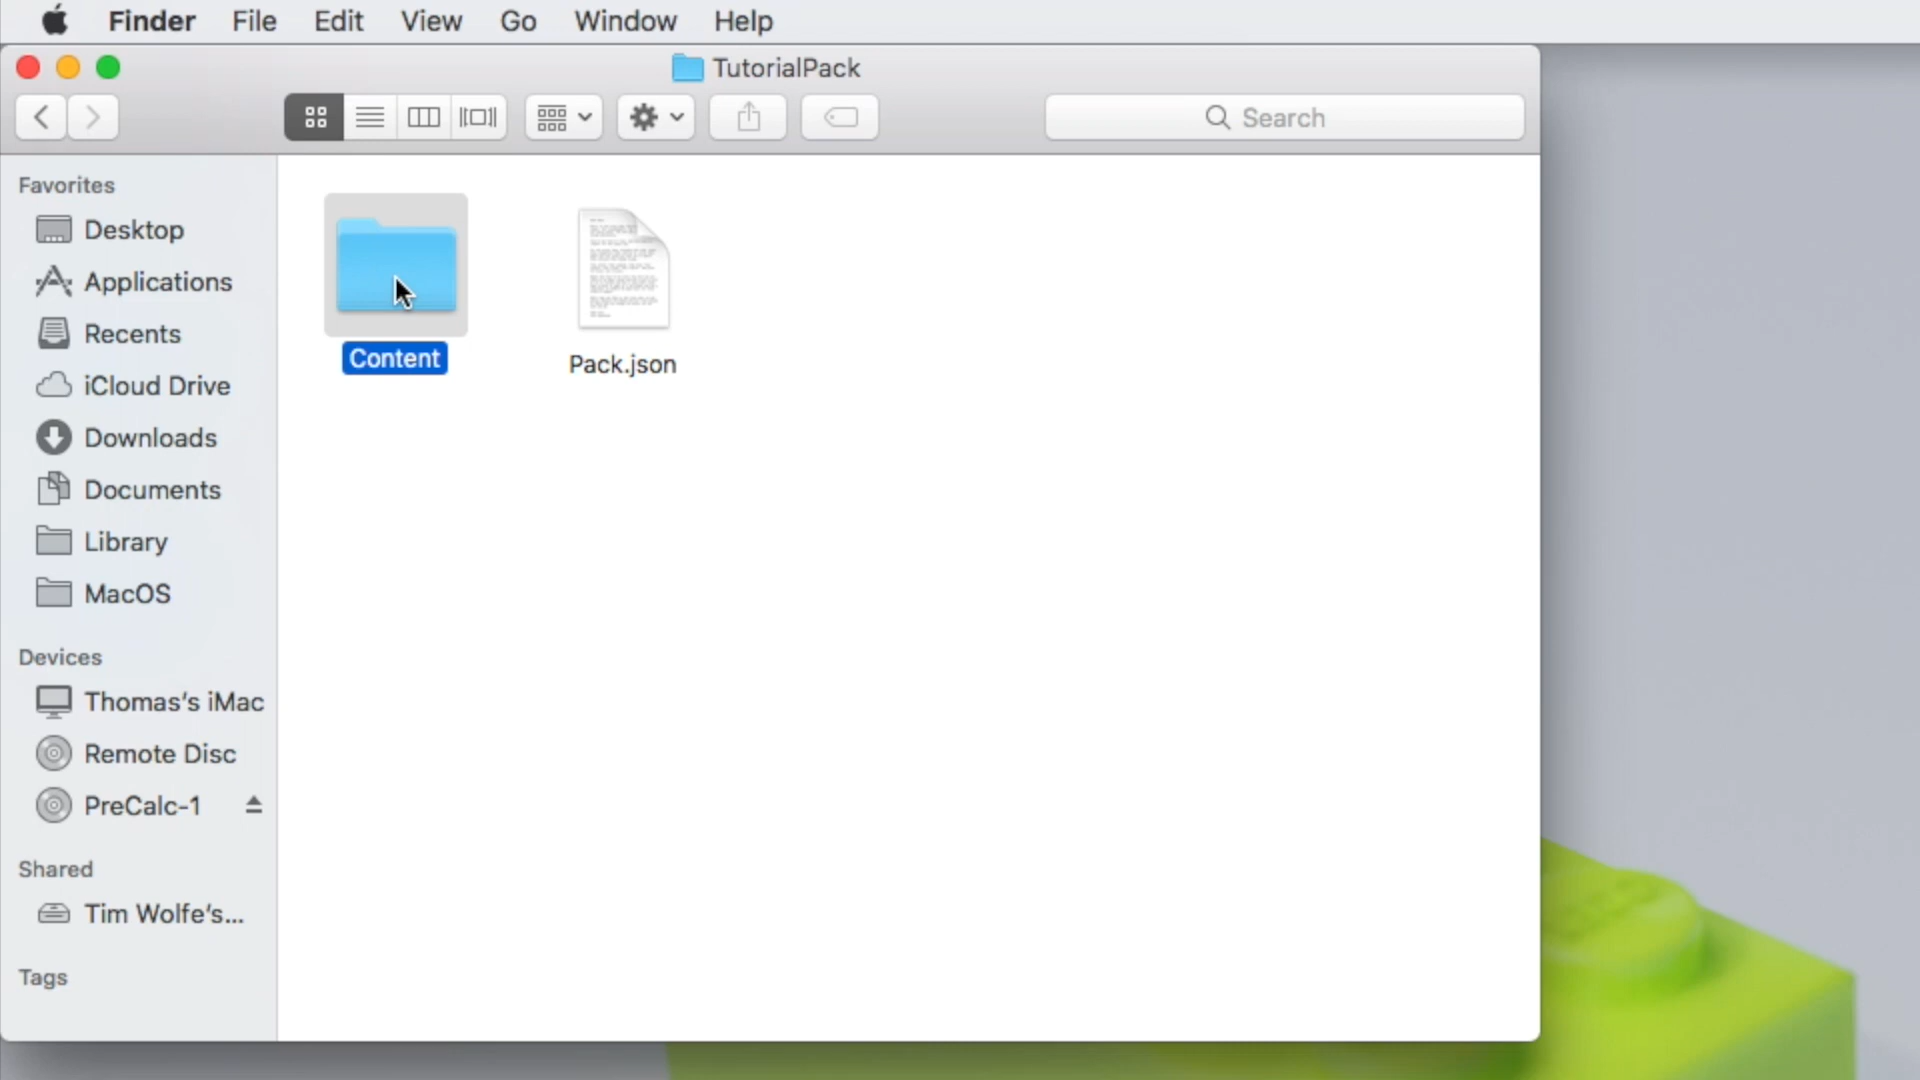 Finder File Edit View Go Window Help
TutorialPack
Search
Favorites
Desktop
Applications
Recents
iCloud Drive
Downloads
Documents
Library
MacOS
Devices
Thomas's iMac
Remote Disc
PreCalc-1
Shared
Tim Wolfe's...
Tags
Content
Pack.json